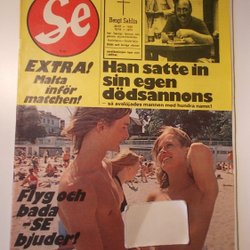 Se
EXTRA!
Malta
inför
matchen!
Bengt Sehlin
Han satte in
sin egen
dödsannons
– så avslöjades mannen med hundra namn!
Flyg och
bada
-SE
bjuder!